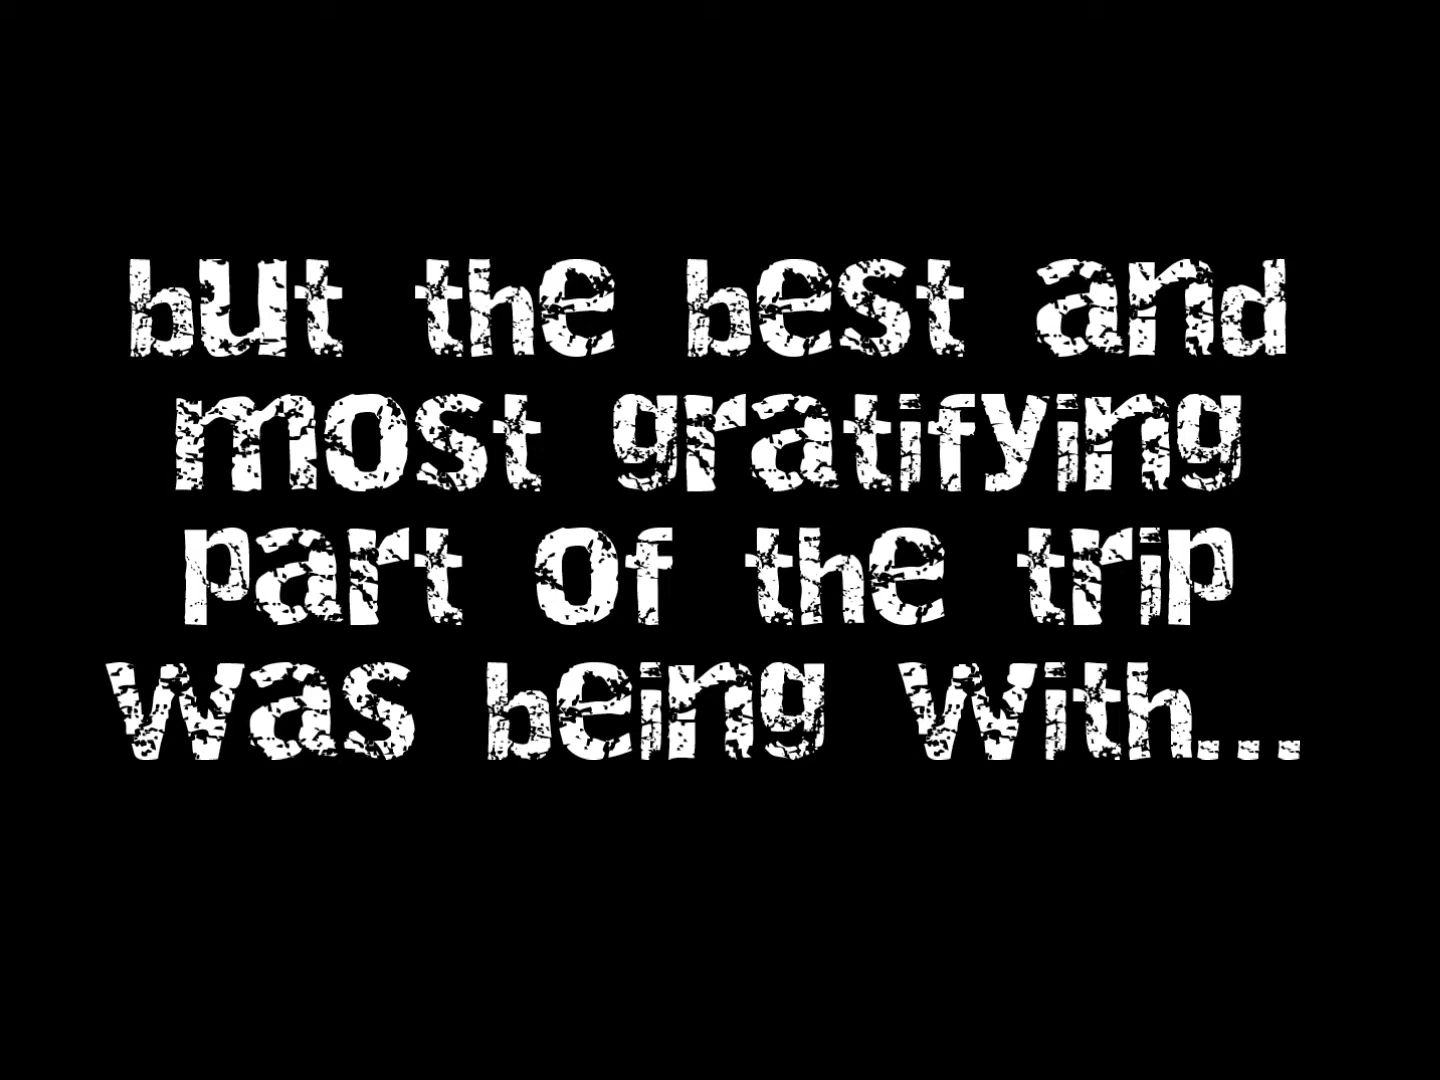 but the best and
most gratifying
part of the trip
was being with...